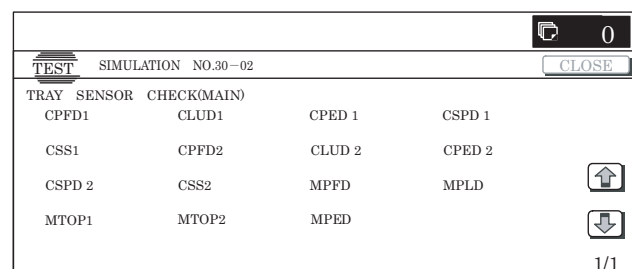 0
TEST SIMULATION NO.30-02 CLOSE
TRAY SENSOR CHECK(MAIN)
CPFD1 CLUD1 CPED 1 CSPD 1
CSS1 CPFD2 CLUD 2 CPED 2
CSPD 2 CSS2 MPFD MPLD
MTOP1 MTOP2 MPED
1/1